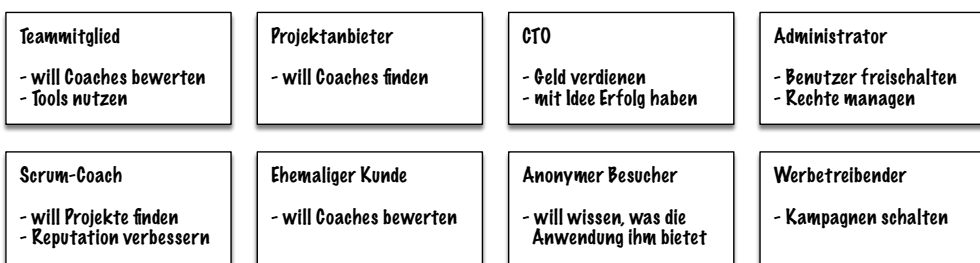 Teammitglied
- will Coaches bewerten
- Tools nutzen
Projektanbieter
- will Coaches finden
CTO
- Geld verdienen
- mit Idee Erfolg haben
Administrator
- Benutzer freischalten
- Rechte managen
Scrum-Coach
- will Projekte finden
- Reputation verbessern
Ehemaliger Kunde
- will Coaches bewerten
Anonymer Besucher
- will wissen, was die
Anwendung ihm bietet
Werbetreibender
- Kampagnen schalten